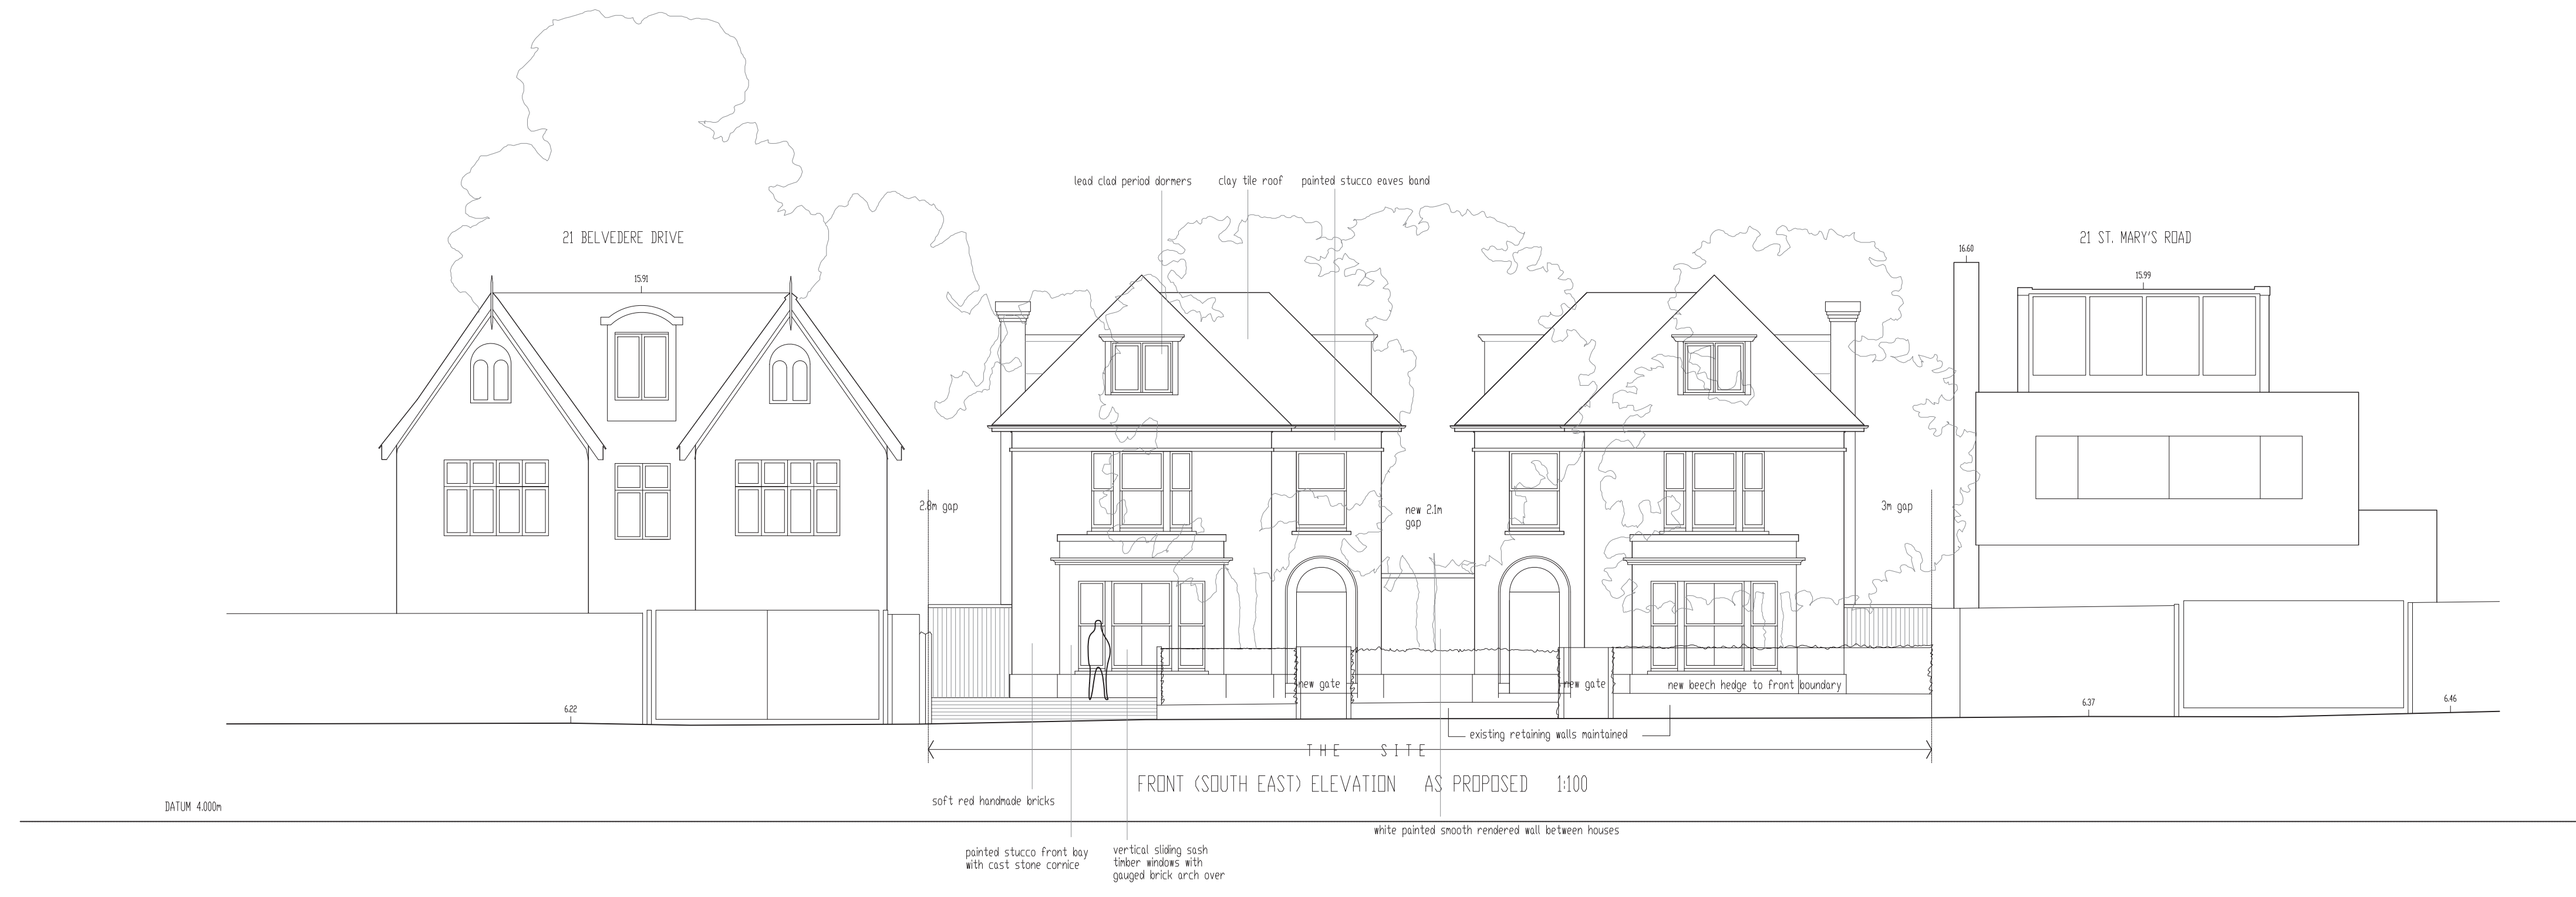 lead clad period dormers
clay tile roof
painted stucco eaves band
21 BELVEDERE DRIVE
21 ST. MARY'S ROAD
16.60
15.91
15.99
2.8m gap
new 2.1m
gap
3m gap
new gate
new gate
new beech hedge to front boundary
6.22
6.37
6.46
existing retaining walls maintained
THE SITE
FRONT (SOUTH EAST) ELEVATION AS PROPOSED 1:100
DATUM 4.000m
soft red handmade bricks
white painted smooth rendered wall between houses
painted stucco front bay
with cast stone cornice
vertical sliding sash
timber windows with
gauged brick arch over